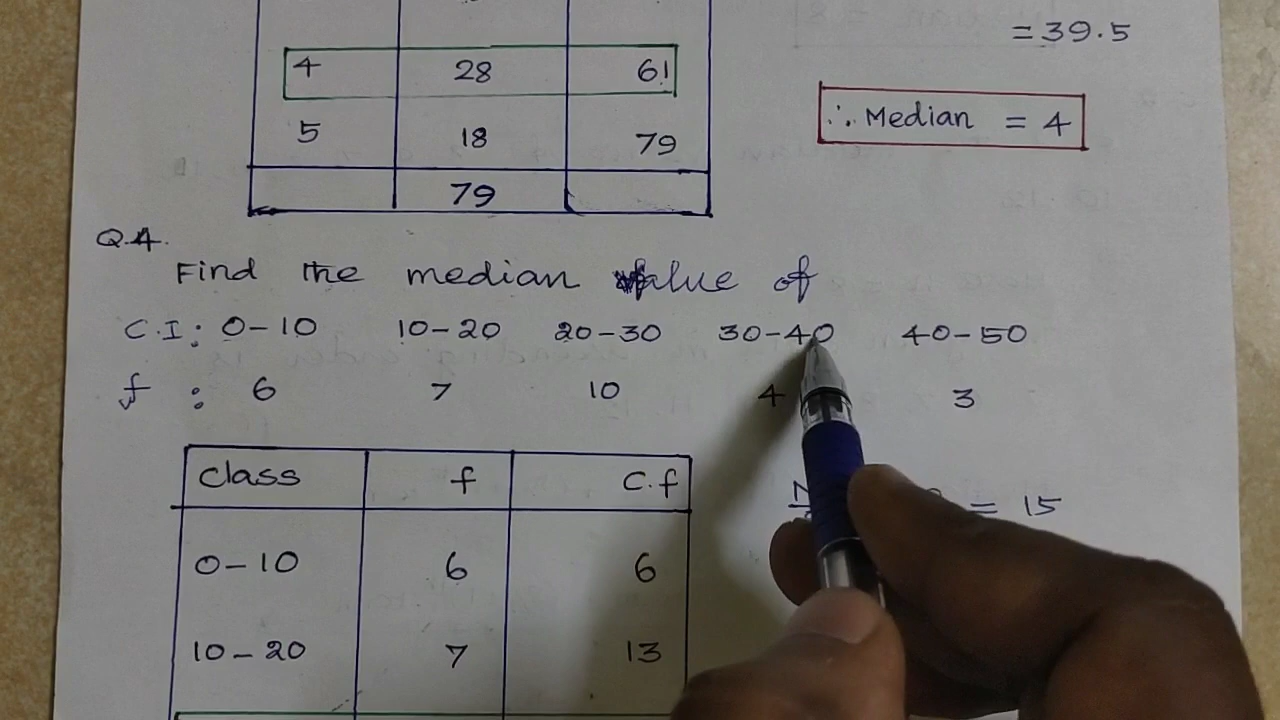 = 39.5
4 28 61
∴ Median = 4
5 18 79
79
Q.4.
Find the median value of
C.I : 0-10 10-20 20-30 30-40 40-50
f : 6 7 10 4 3
class f C.f
= 15
0-10 6 6
10-20 7 13